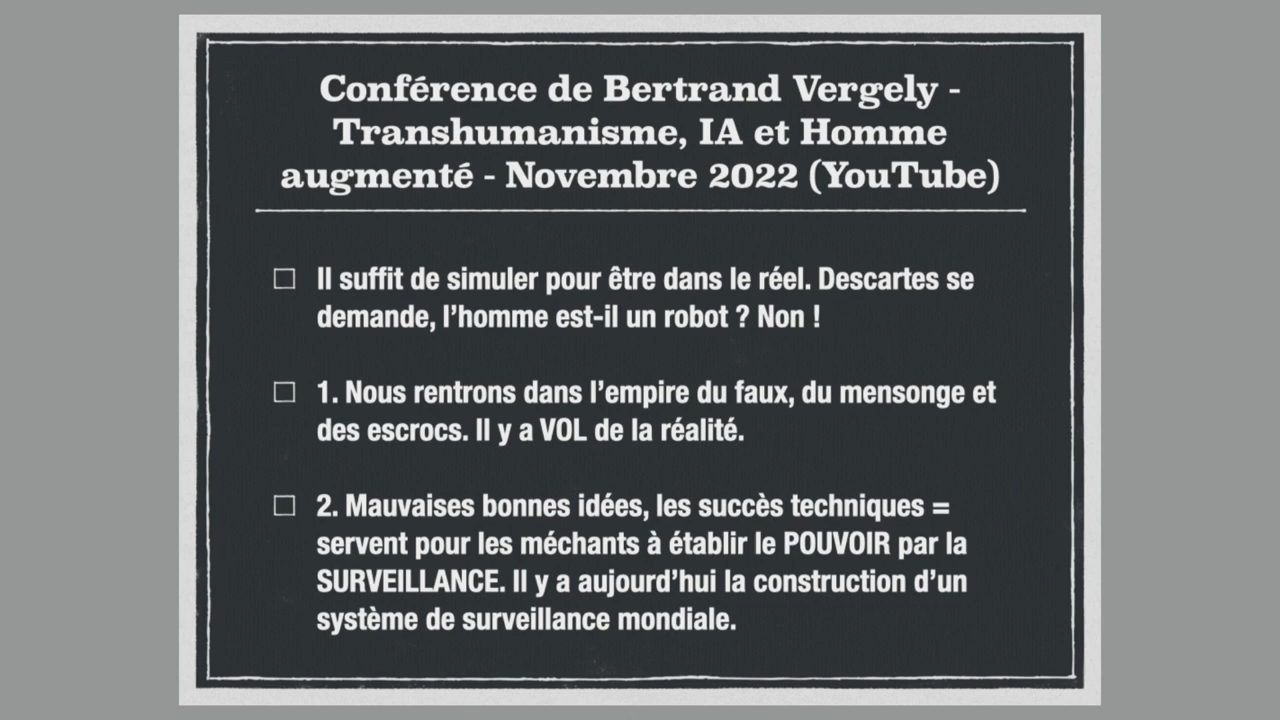 Conférence de Bertrand Vergely -
Transhumanisme, IA et Homme
augmenté - Novembre 2022 (YouTube)
Il suffit de simuler pour être dans le réel. Descartes se
demande, l’homme est-il un robot ? Non !
1. Nous rentrons dans l’empire du faux, du mensonge et
des escrocs. Il y a VOL de la réalité.
2. Mauvaises bonnes idées, les succès techniques =
servent pour les méchants à établir le POUVOIR par la
SURVEILLANCE. Il y a aujourd’hui la construction d’un
système de surveillance mondiale.